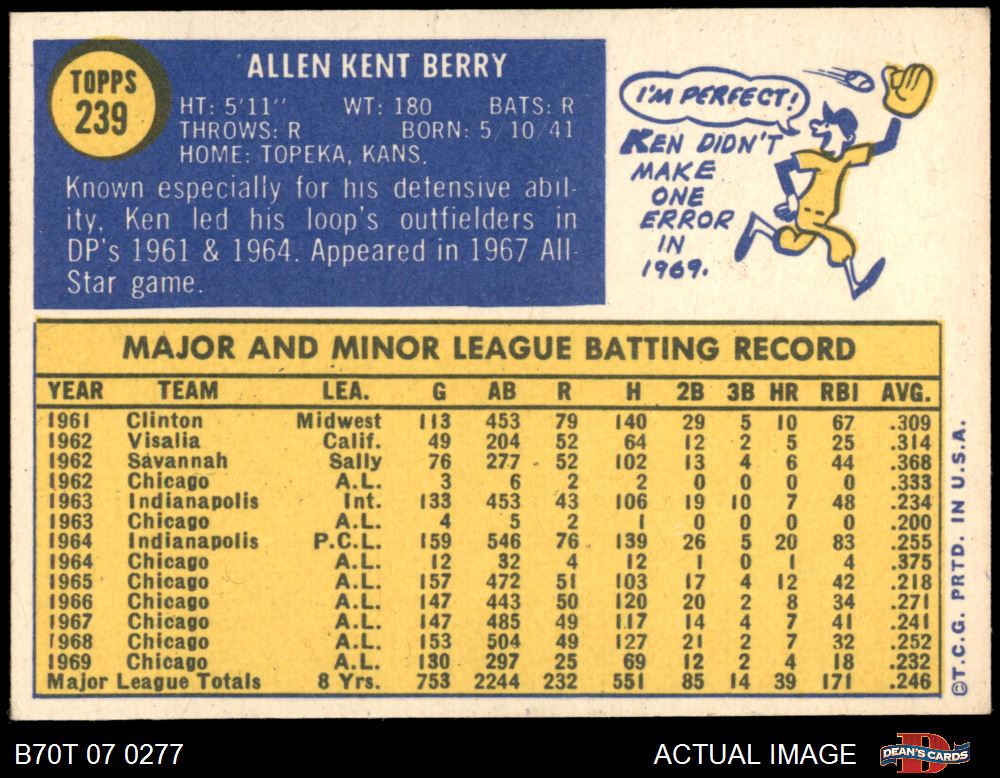 TOPPS
239
ALLEN KENT BERRY
HT: 5'11" WT: 180 BATS: R
THROWS: R BORN: 5/10/41
HOME: TOPEKA, KANS.
Known especially for his defensive abil-
ity, Ken led his loop's outfielders in
DP's 1961 & 1964. Appeared in 1967 All-
Star game.
I'M PERFECT!
KEN DIDN'T
MAKE
ONE
ERROR
IN
1969.
MAJOR AND MINOR LEAGUE BATTING RECORD
YEAR TEAM LEA. G AB R H 2B 3B HR RBI AVG.
1961 Clinton Midwest 113 453 79 140 29 5 10 67 .309
1962 Visalia Calif. 49 204 52 64 12 2 5 25 .314
1962 Savannah Sally 76 277 52 102 13 4 6 44 .368
1962 Chicago A.L. 3 6 2 2 0 0 0 0 .333
1963 Indianapolis Int. 133 453 43 106 19 10 7 48 .234
1963 Chicago A.L. 4 5 2 1 0 0 0 0 .200
1964 Indianapolis P.C.L. 159 546 76 139 26 5 20 83 .255
1964 Chicago A.L. 12 32 4 12 1 0 1 4 .375
1965 Chicago A.L. 157 472 51 103 17 4 12 42 .218
1966 Chicago A.L. 147 443 50 120 20 2 8 34 .271
1967 Chicago A.L. 147 485 49 117 14 4 7 41 .241
1968 Chicago A.L. 153 504 49 127 21 2 7 32 .252
1969 Chicago A.L. 130 297 25 69 12 2 4 18 .232
Major League Totals 8 Yrs. 753 2244 232 551 85 14 39 171 .246
©T.C.G. PRTD. IN U.S.A.
B70T 07 0277
ACTUAL IMAGE
DEAN'S CARDS